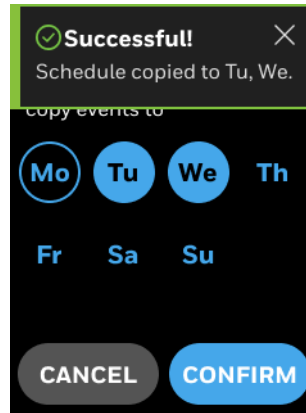 Successful!
Schedule copied to Tu, We.
copy events to
Mo Tu We Th
Fr Sa Su
CANCEL CONFIRM